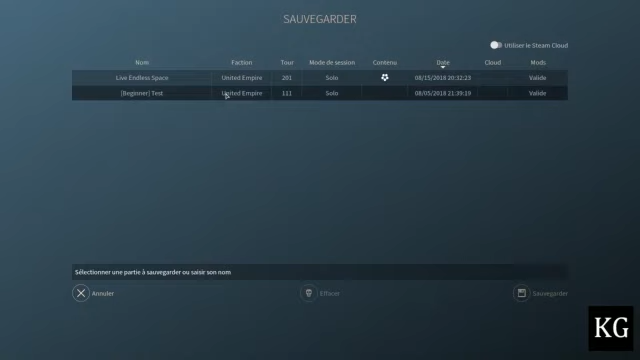 SAUVEGARDER
Utiliser le Steam Cloud
Nom Faction Tour Mode de session Contenu Date Cloud Mods
Live Endless Space United Empire 201 Solo 08/15/2018 20:32:23 Valide
[Beginner] Test United Empire 111 Solo 08/05/2018 21:39:19 Valide
Sélectionner une partie à sauvegarder ou saisir son nom
Annuler Effacer Sauvegarder
KG